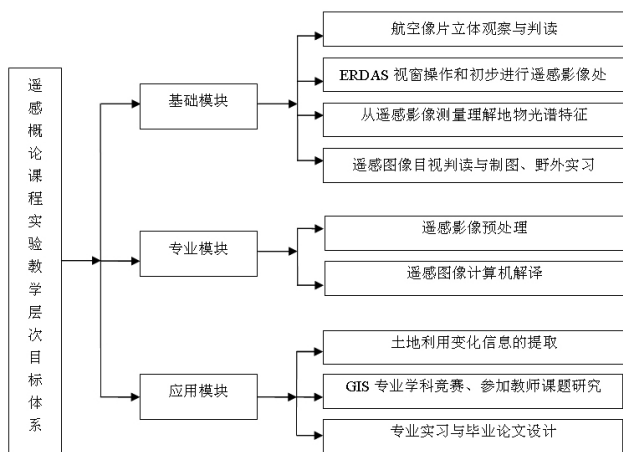 遥感概论课程实验教学层次目标体系
基础模块
航空像片立体观察与判读
ERDAS 视窗操作和初步进行遥感影像处
从遥感影像测量理解地物光谱特征
遥感图像目视判读与制图、野外实习
专业模块
遥感影像预处理
遥感图像计算机解译
应用模块
土地利用变化信息的提取
GIS 专业学科竞赛、参加教师课题研究
专业实习与毕业论文设计